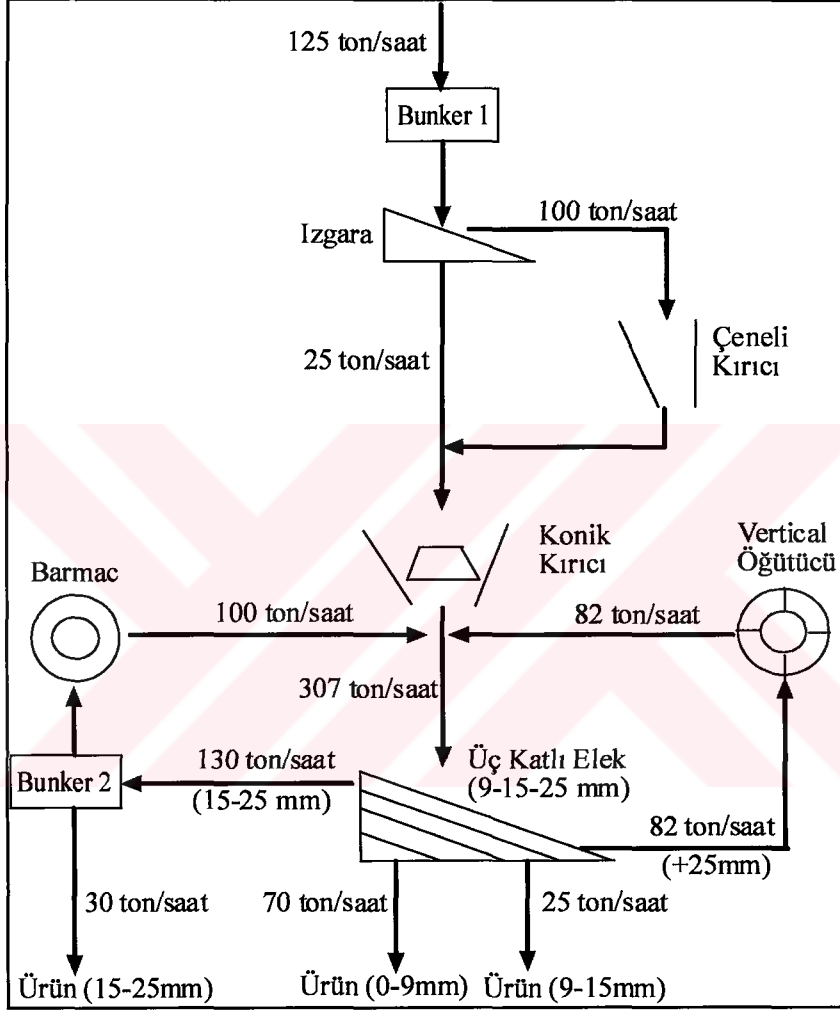 125 ton/saat
Bunker 1
Izgara
100 ton/saat
25 ton/saat
Çeneli
Kırıcı
Konik
Kırıcı
Vertical
Öğütücü
Barmac
100 ton/saat
82 ton/saat
307 ton/saat
Bunker 2
130 ton/saat
(15-25 mm)
Üç Katlı Elek
(9-15-25 mm)
82 ton/saat
(+25mm)
30 ton/saat
70 ton/saat
25 ton/saat
Ürün (15-25mm)
Ürün (0-9mm)
Ürün (9-15mm)